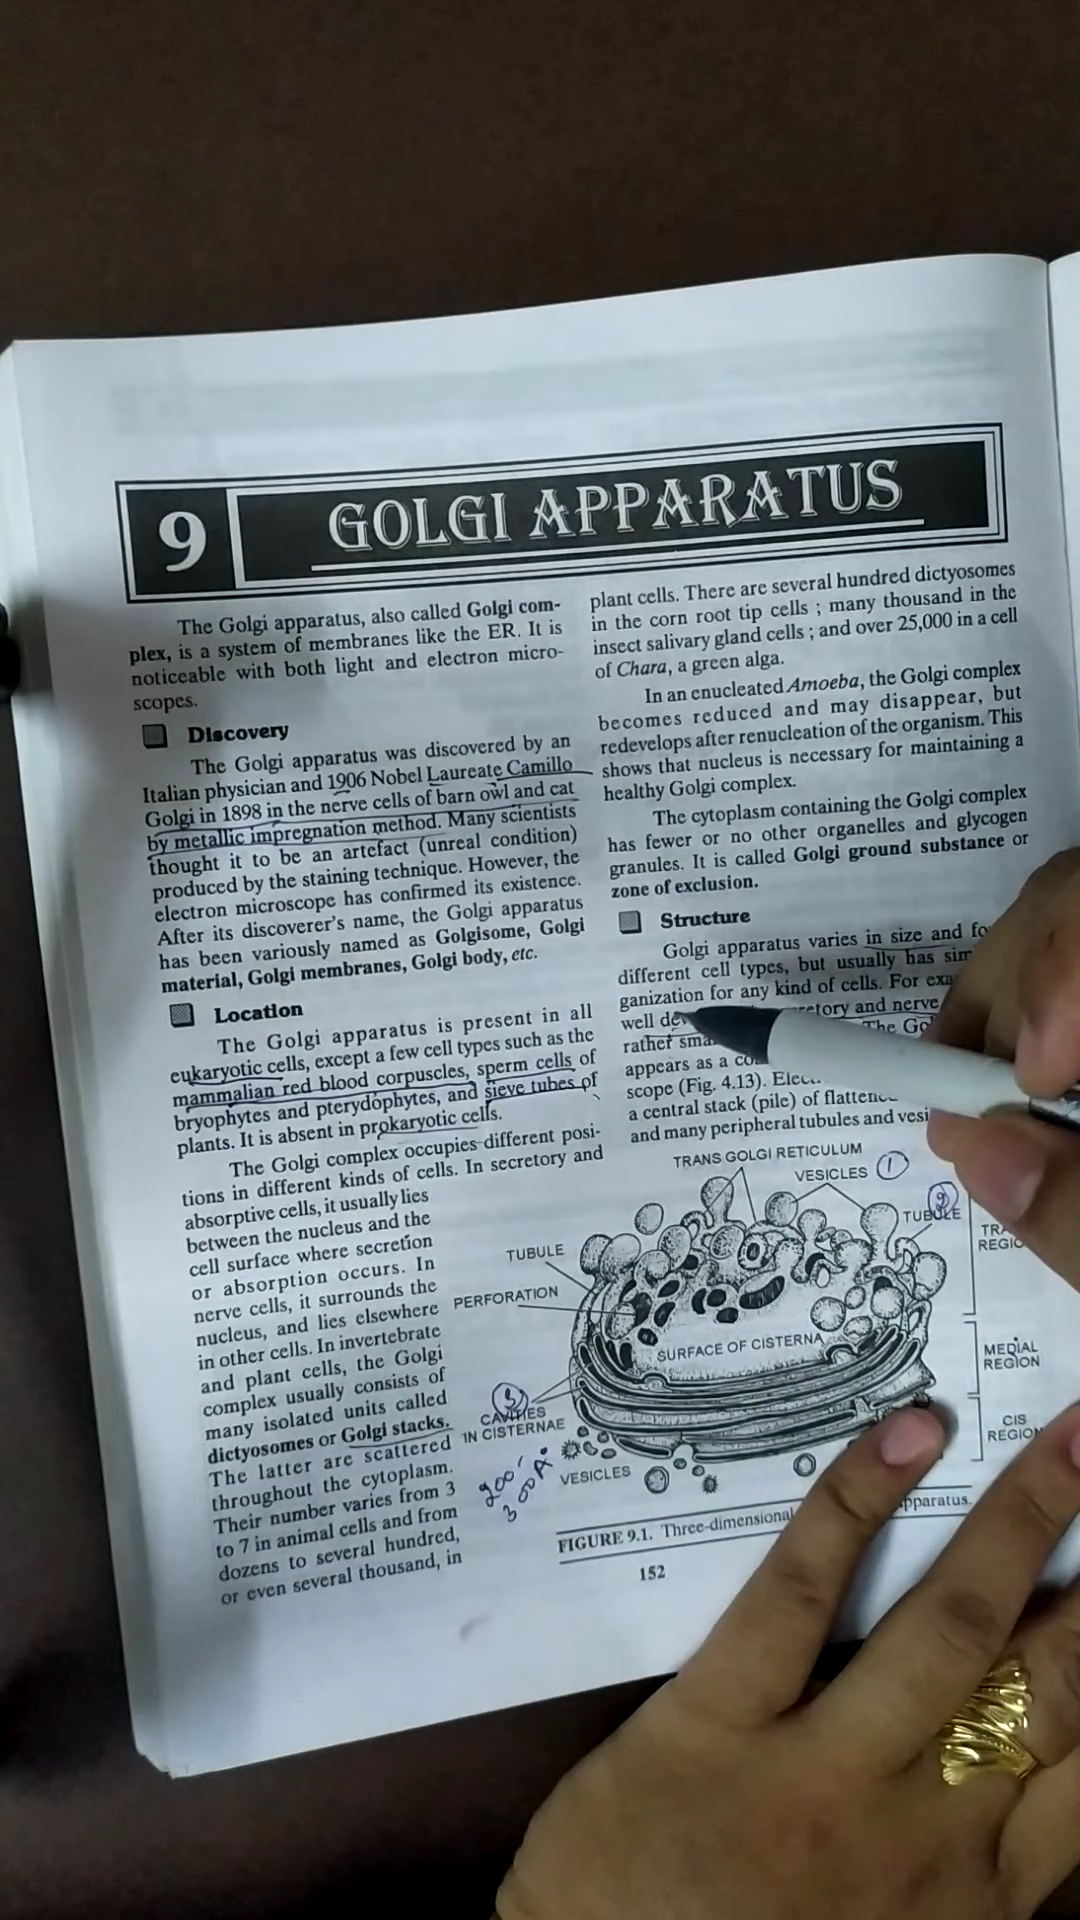 9
GOLGI APPARATUS
The Golgi apparatus, also called Golgi com-
plex, is a system of membranes like the ER. It is
noticeable with both light and electron micro-
scopes.
Discovery
The Golgi apparatus was discovered by an
Italian physician and 1906 Nobel Laureate Camillo
Golgi in 1898 in the nerve cells of barn owl and cat
by metallic impregnation method. Many scientists
thought it to be an artefact (unreal condition)
produced by the staining technique. However, the
electron microscope has confirmed its existence.
After its discoverer's name, the Golgi apparatus
has been variously named as Golgisome, Golgi
material, Golgi membranes, Golgi body, etc.
Location
The Golgi apparatus is present in all
eukaryotic cells, except a few cell types such as the
mammalian red blood corpuscles, sperm cells of
bryophytes and pterydophytes, and sieve tubes of
plants. It is absent in prokaryotic cells.
The Golgi complex occupies different posi-
tions in different kinds of cells. In secretory and
absorptive cells, it usually lies
between the nucleus and the
cell surface where secretion
or absorption occurs. In
nerve cells, it surrounds the
nucleus, and lies elsewhere
in other cells. In invertebrate
and plant cells, the Golgi
complex usually consists of
many isolated units called
dictyosomes or Golgi stacks.
The latter are scattered
throughout the cytoplasm.
Their number varies from 3
to 7 in animal cells and from
dozens to several hundred,
or even several thousand, in
plant cells. There are several hundred dictyosomes
in the corn root tip cells ; many thousand in the
insect salivary gland cells ; and over 25,000 in a cell
of Chara, a green alga.
In an enucleated Amoeba, the Golgi complex
becomes reduced and may disappear, but
redevelops after renucleation of the organism. This
shows that nucleus is necessary for maintaining a
healthy Golgi complex.
The cytoplasm containing the Golgi complex
has fewer or no other organelles and glycogen
granules. It is called Golgi ground substance or
zone of exclusion.
Structure
Golgi apparatus varies in size and
different cell types, but usually has
ganization for any kind of cells. For
well and nerve
rather The
appears as a
scope (Fig. 4.13).
a central stack (pile) of
and many peripheral tubules and
TRANS GOLGI RETICULUM
VESICLES 1
2
TUBULE
TUBULE
PERFORATION
SURFACE OF CISTERNA
MEDIAL
REGION
3
CAVITIES
IN CISTERNAE
CIS
REGION
200-
300 A°
VESICLES
FIGURE 9.1. Three-dimensional apparatus.
152